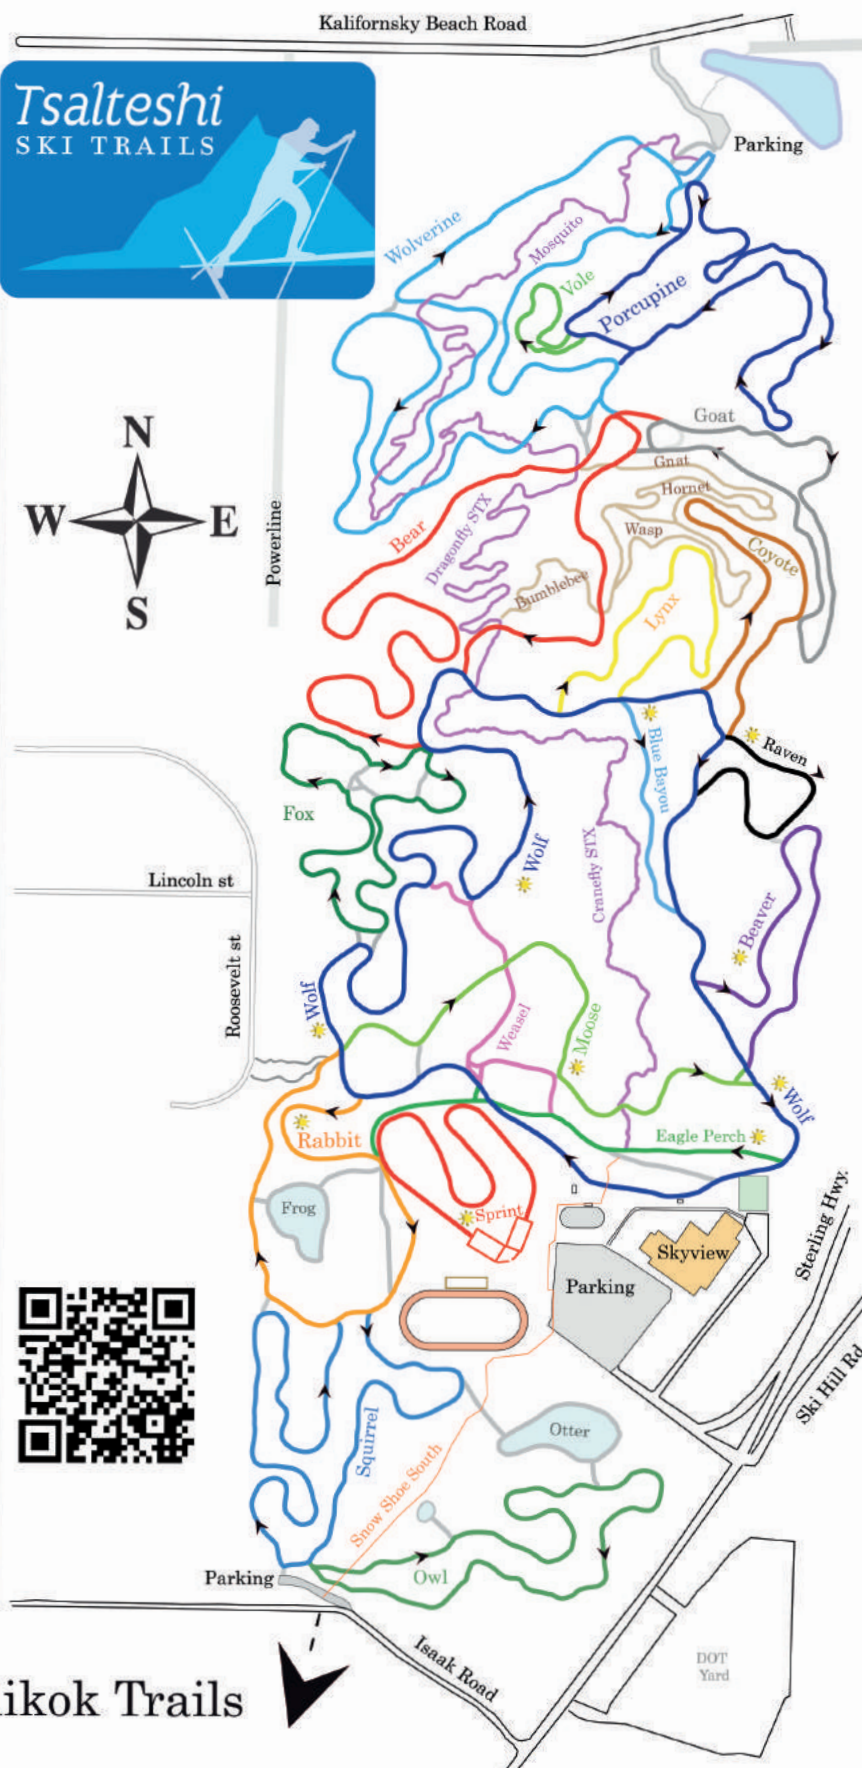 Kalifornsky Beach Road
Tsalteshi
SKI TRAILS
Parking
Wolverine
Mosquito
Vole
Porcupine
N
W E
S
Powerline
Goat
Gnat
Hornet
Wasp
Coyote
Bear
Dragonfly STX
Bumblebee
Lynx
Blue Bayou
Raven
Fox
Wolf
Cranefly STX
Lincoln st
Beaver
Roosevelt st
Wolf
Weasel
Moose
Wolf
Rabbit
Eagle Perch
Frog
Sprint
Skyview
Sterling Hwy.
Parking
Ski Hill Rd
Squirrel
Otter
Snow Shoe South
Parking
Owl
Isaak Road
DOT
Yard
ikok Trails